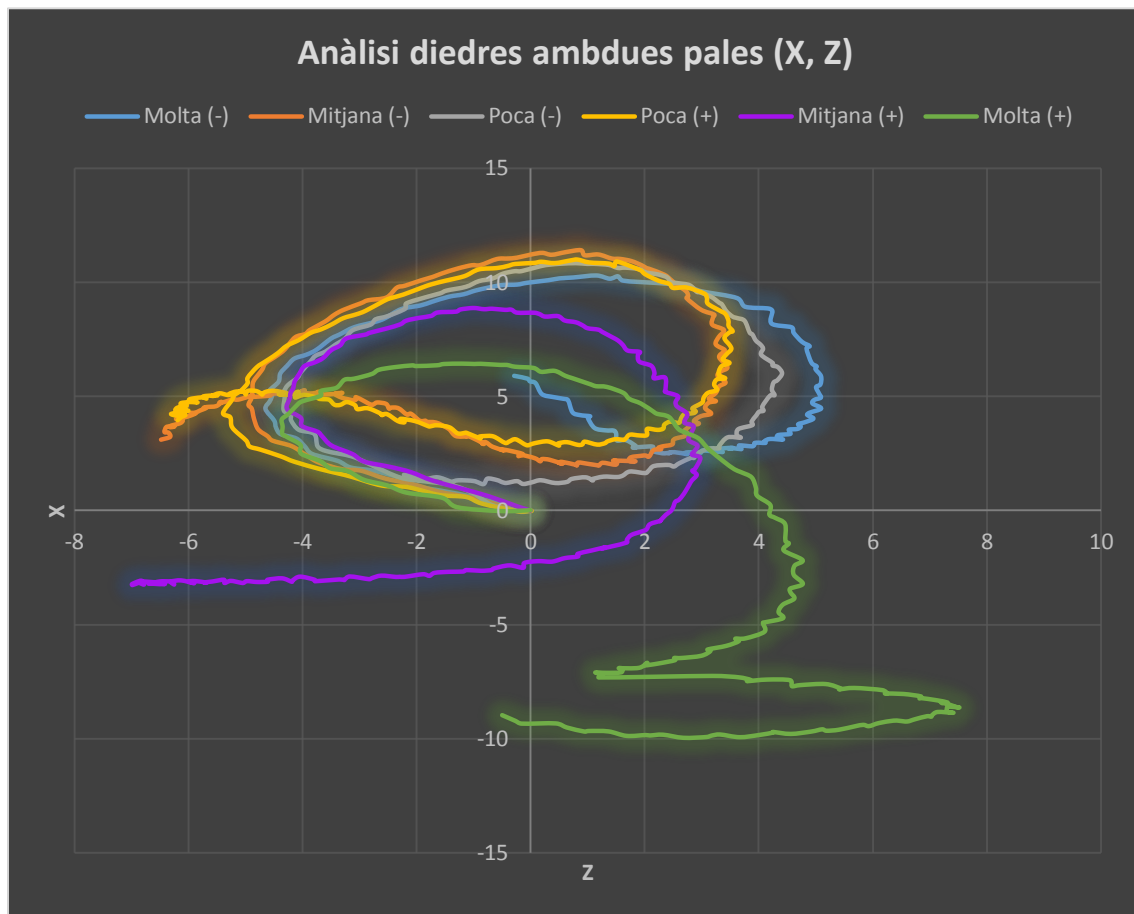 Anàlisi diedres ambdues pales (X, Z)
Molta (-) Mitjana (-) Poca (-) Poca (+) Mitjana (+) Molta (+)
15
10
5
0
X
-8 -6 -4 -2 0 2 4 6 8 10
-5
-10
-15
Z